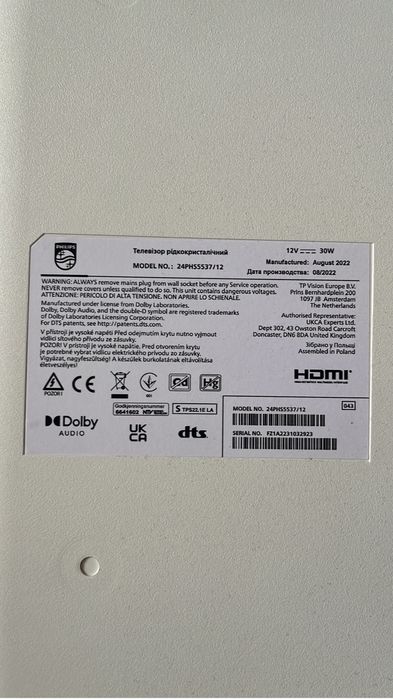 PHILIPS
Телевізор рідкокристалічний
MODEL NO.: 24PHS5537/12
12V 30W
Manufactured: August 2022
Дата производства: 08/2022
WARNING: ALWAYS remove mains plug from wall socket before any Service operation.
NEVER remove covers unless qualified to do so. This unit contains dangerous voltages.
ATTENZIONE: PERICOLO DI ALTA TENSIONE. NON APRIRE LO SCHIENALE.
Manufactured under license from Dolby Laboratories.
Dolby, Dolby Audio, and the double-D symbol are registered trademarks
of Dolby Laboratories Licensing Corporation.
For DTS patents, see http://patents.dts.com.
V přístroji je vysoké napětí Před odejmutím krytu nutno vyjmout
vidlici síťového přívodu ze zásuvky.
POZOR! V prístroji je vysoké napätie. Pred otvorením krytu
je potrebné vybrať vidlicu elektrického prívodu zo zásuvky.
Vigyázat, nagyfeszültség! A készülék burkolatának eltávolítása
életveszélyes!
TP Vision Europe B.V.
Prins Bernhardplein 200
1097 JB Amsterdam
The Netherlands
Authorised Representative:
UKCA Experts Ltd.
Dept 302, 43 Owston Road Carcroft
Doncaster, DN6 8DA United Kingdom
Зібрано у Польщі
Assembled in Poland
POZOR!
CE
001
Cd
Hg
HDMI
Godkjenningsnummer
6641602
S TPS22.1E LA
Dolby
AUDIO
UK
CA
dts
MODEL NO. 24PHS5537/12
043
SERIAL NO. FZ1A2231032923